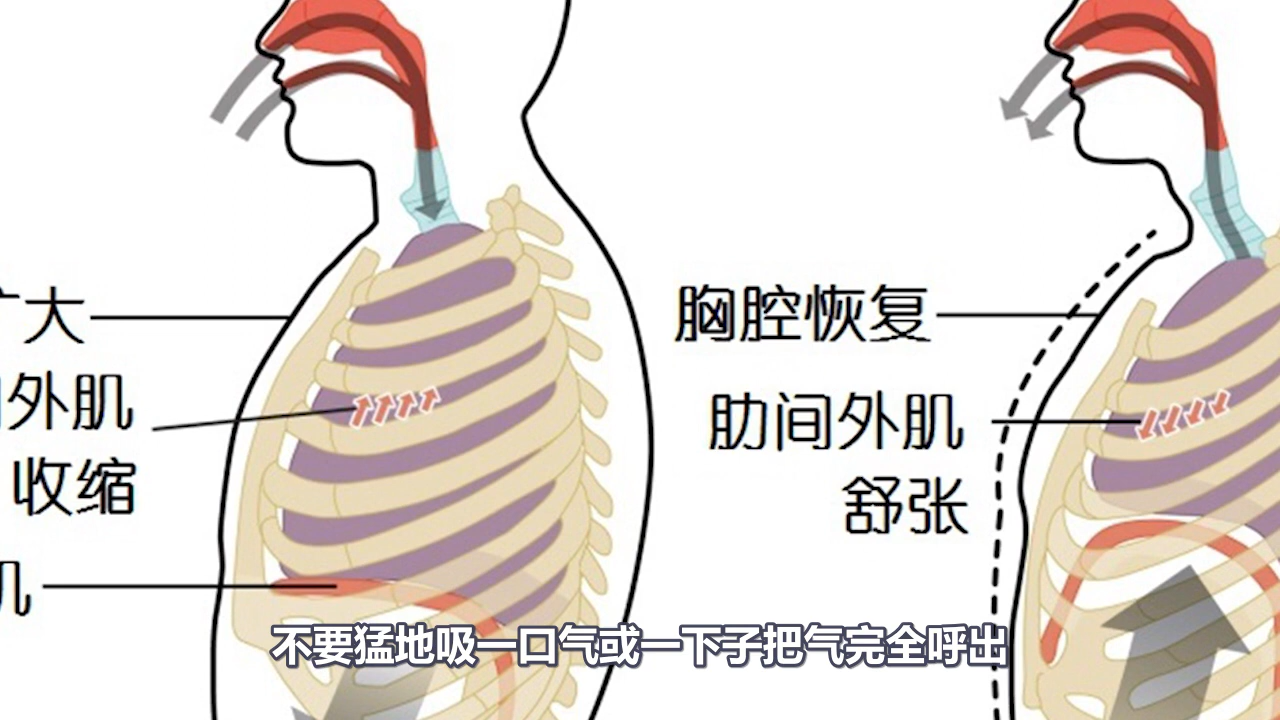 大
外肌
收缩
肌
胸腔恢复
肋间外肌
舒张
不要猛地吸一口气或一下子把气完全呼出